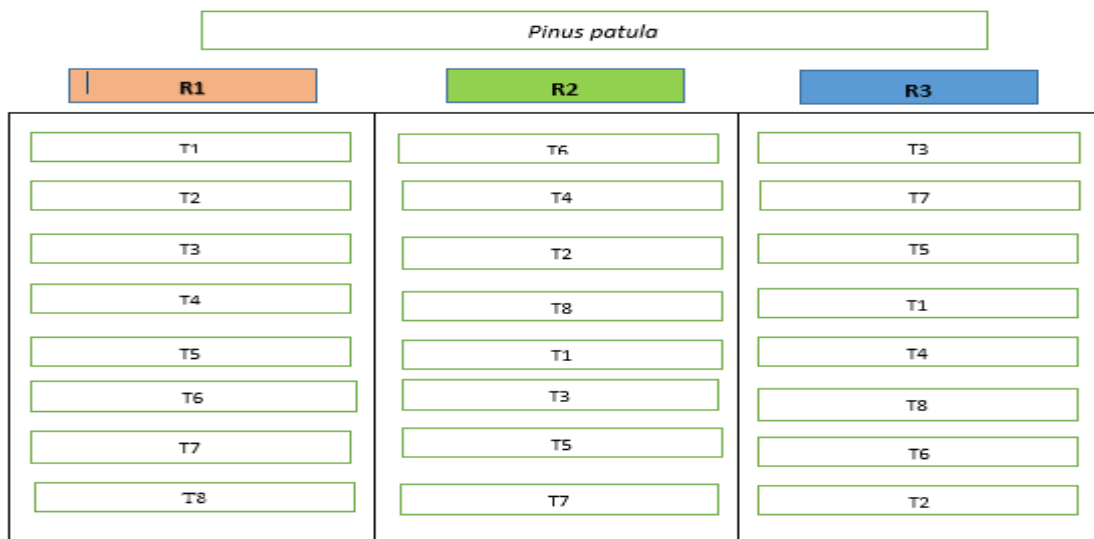 Pinus patula
R1 R2 R3
T1 T6 T3
T2 T4 T7
T3 T2 T5
T4 T8 T1
T5 T1 T4
T6 T3 T8
T7 T5 T6
T8 T7 T2